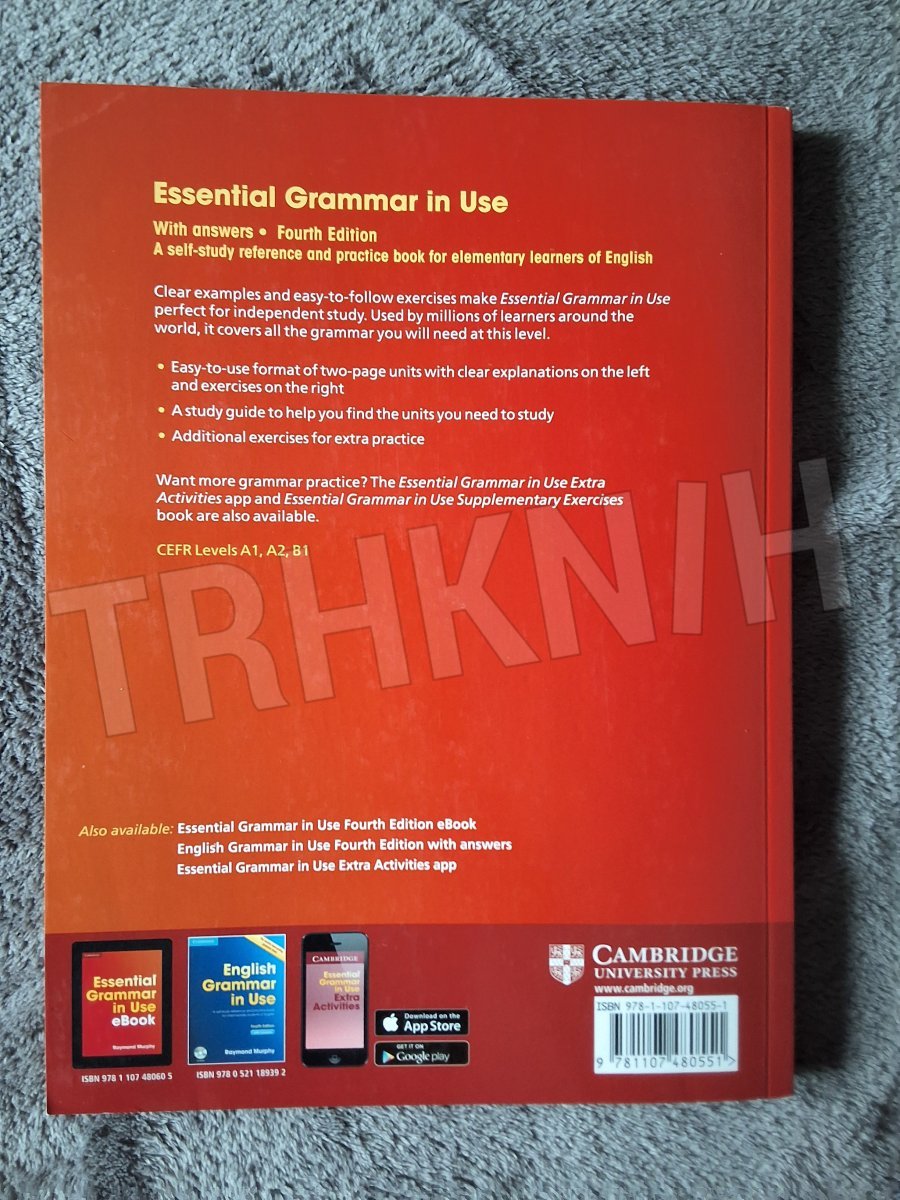 Essential Grammar in Use
With answers • Fourth Edition
A self-study reference and practice book for elementary learners of English
Clear examples and easy-to-follow exercises make Essential Grammar in Use
perfect for independent study. Used by millions of learners around the
world, it covers all the grammar you will need at this level.
• Easy-to-use format of two-page units with clear explanations on the left
and exercises on the right
• A study guide to help you find the units you need to study
• Additional exercises for extra practice
Want more grammar practice? The Essential Grammar in Use Extra
Activities app and Essential Grammar in Use Supplementary Exercises
book are also available.
CEFR Levels A1, A2, B1
TRHKNIH
Also available: Essential Grammar in Use Fourth Edition eBook
English Grammar in Use Fourth Edition with answers
Essential Grammar in Use Extra Activities app
Essential
Grammar
in Use
eBook
Raymond Murphy
ISBN 978 1 107 48060 5
English
Grammar
in Use
Fourth Edition
Raymond Murphy
ISBN 978 0 521 18939 2
CAMBRIDGE
Essential
Grammar
in Use
Extra
Activities
Download on the
App Store
GET IT ON
Google play
CAMBRIDGE
UNIVERSITY PRESS
www.cambridge.org
ISBN 978-1-107-48055-1
9 781107 480551 >